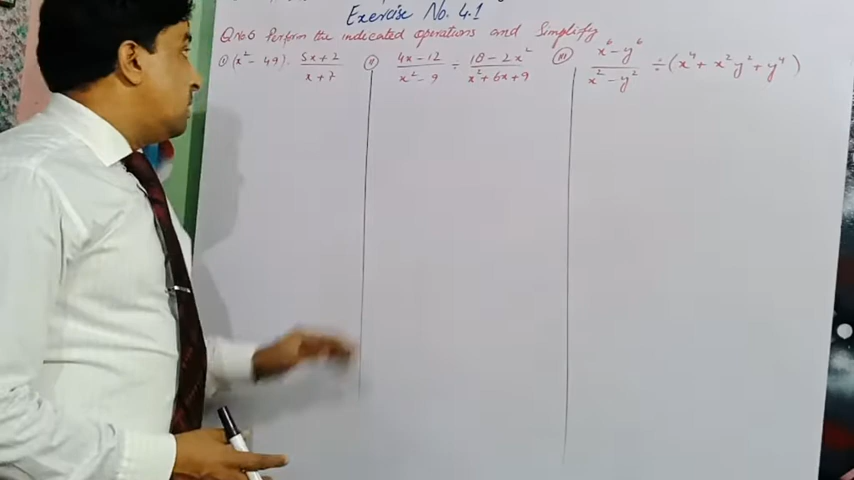 Exercise No. 4.1
Q.No6 Perform the indicated operations and Simplify
(i) (x² - 49). (5x + 2)/(x + 7) (ii) (4x - 12)/(x² - 9) ÷ (18 - 2x²)/(x² + 6x + 9) (iii) (x⁶ - y⁶)/(x² - y²) ÷ (x⁴ + x²y² + y⁴)